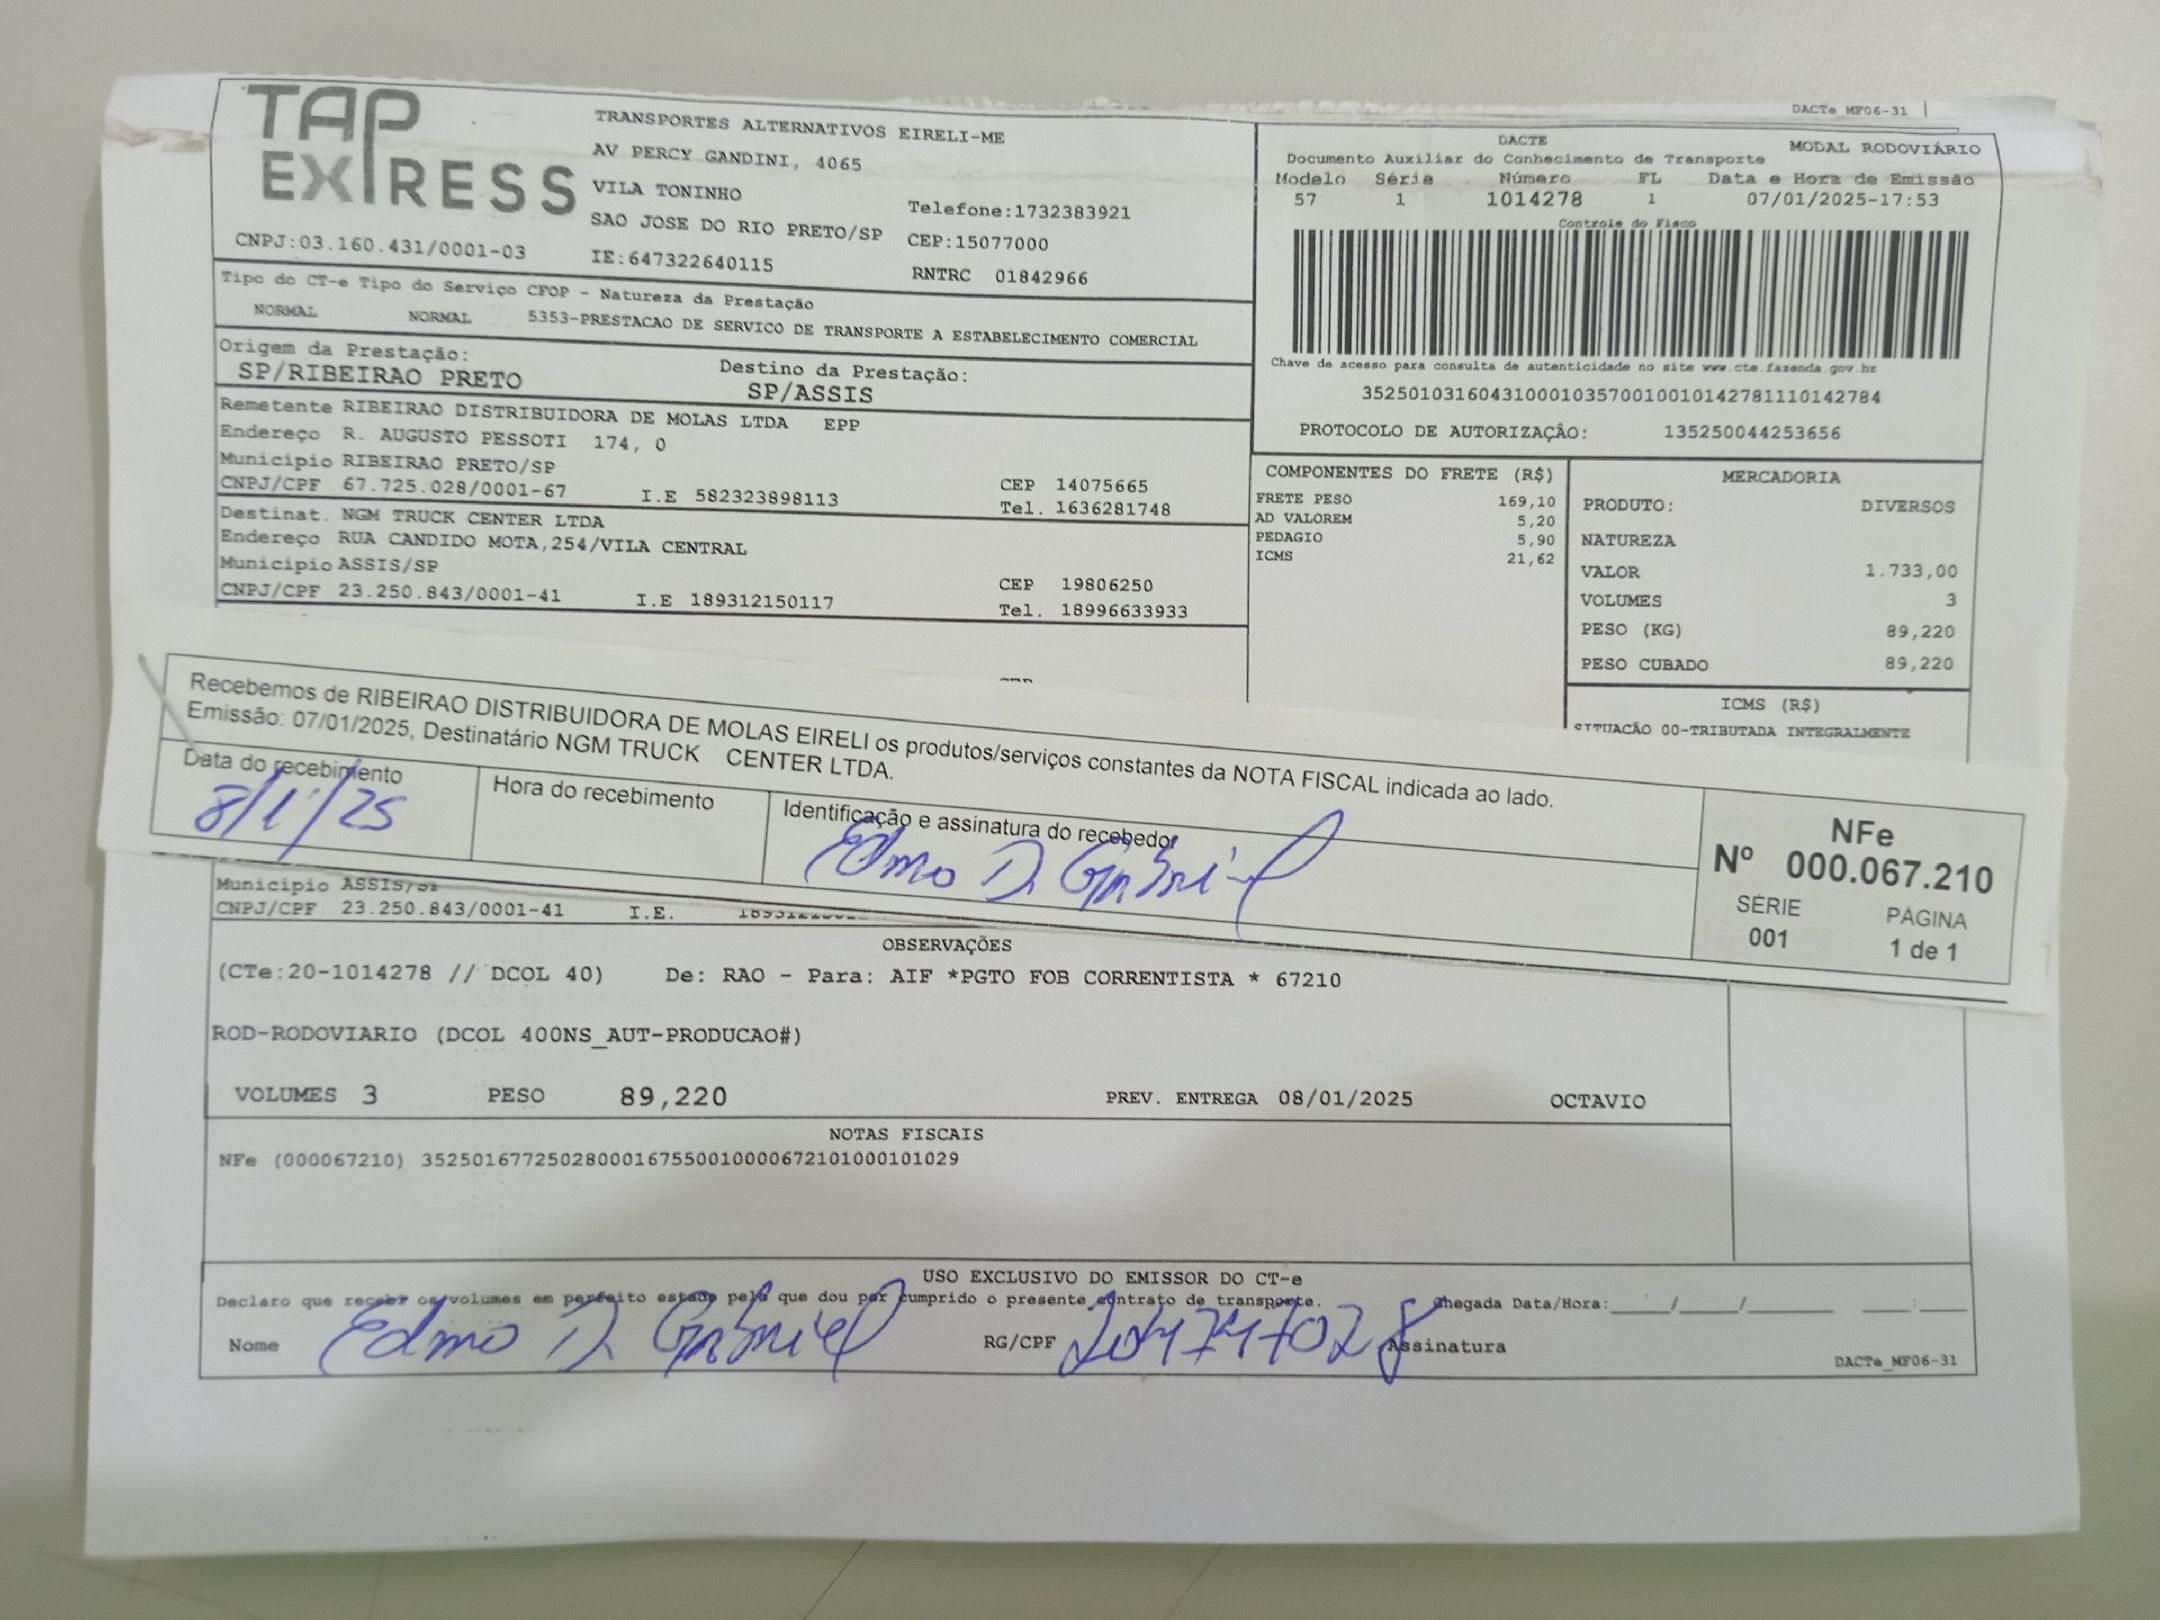 DACTe MF06-31
TAP EXPRESS
TRANSPORTES ALTERNATIVOS EIRELI-ME
AV PERCY GANDINI, 4065
VILA TONINHO
Telefone:1732383921
SAO JOSE DO RIO PRETO/SP CEP:15077000
CNPJ:03.160.431/0001-03 IE:647322640115 RNTRC 01842966
DACTE MODAL RODOVIÁRIO
Documento Auxiliar do Conhecimento de Transporte
Modelo Série Número FL Data e Hora de Emissão
57 1 1014278 1 07/01/2025-17:53
Controle do Fisco
Chave de acesso para consulta de autenticidade no site www.cte.fazenda.gov.br
35250103160431000103570010010142781110142784
PROTOCOLO DE AUTORIZAÇÂO: 135250044253656
Tipo do CT-e Tipo do Serviço CFOP - Natureza da Prestação
NORMAL NORMAL 5353-PRESTACAO DE SERVICO DE TRANSPORTE A ESTABELECIMENTO COMERCIAL
Origem da Prestação: Destino da Prestação:
SP/RIBEIRAO PRETO SP/ASSIS
Remetente RIBEIRAO DISTRIBUIDORA DE MOLAS LTDA EPP
Endereço R. AUGUSTO PESSOTI 174, 0
Município RIBEIRAO PRETO/SP CEP 14075665
CNPJ/CPF 67.725.028/0001-67 I.E 582323898113 Tel. 1636281748
Destinat. NGM TRUCK CENTER LTDA
Endereço RUA CANDIDO MOTA,254/VILA CENTRAL
Município ASSIS/SP CEP 19806250
CNPJ/CPF 23.250.843/0001-41 I.E 189312150117 Tel. 18996633933
COMPONENTES DO FRETE (R$)
FRETE PESO 169,10
AD VALOREM 5,20
PEDAGIO 5,90
ICMS 21,62
MERCADORIA
PRODUTO: DIVERSOS
NATUREZA
VALOR 1.733,00
VOLUMES 3
PESO (KG) 89,220
PESO CUBADO 89,220
ICMS (R$)
SITUAÇÃO 00-TRIBUTADA INTEGRALMENTE
Recebemos de RIBEIRAO DISTRIBUIDORA DE MOLAS EIRELI os produtos/serviços constantes da NOTA FISCAL indicada ao lado.
Emissão: 07/01/2025, Destinatário NGM TRUCK CENTER LTDA.
Data do recebimento Hora do recebimento Identificação e assinatura do recebedor
8/1/25 Edmo D. Gabriel
NFe
Nº 000.067.210
SÉRIE PÁGINA
001 1 de 1
Município ASSIS/SP
CNPJ/CPF 23.250.843/0001-41 I.E.
OBSERVAÇÕES
(CTe:20-1014278 // DCOL 40) De: RAO - Para: AIF *PGTO FOB CORRENTISTA * 67210
ROD-RODOVIARIO (DCOL 400NS_AUT-PRODUCAO#)
VOLUMES 3 PESO 89,220 PREV. ENTREGA 08/01/2025 OCTAVIO
NOTAS FISCAIS
NFe (000067210) 35250167725028000167550010000672101000101029
USO EXCLUSIVO DO EMISSOR DO CT-e
Declaro que recebi os volumes em perfeito estado pelo que dou por cumprido o presente contrato de transporte. Chegada Data/Hora:____/____/______ ___:___
Nome Edmo D. Gabriel RG/CPF 204747028 Assinatura
DACTe_MF06-31